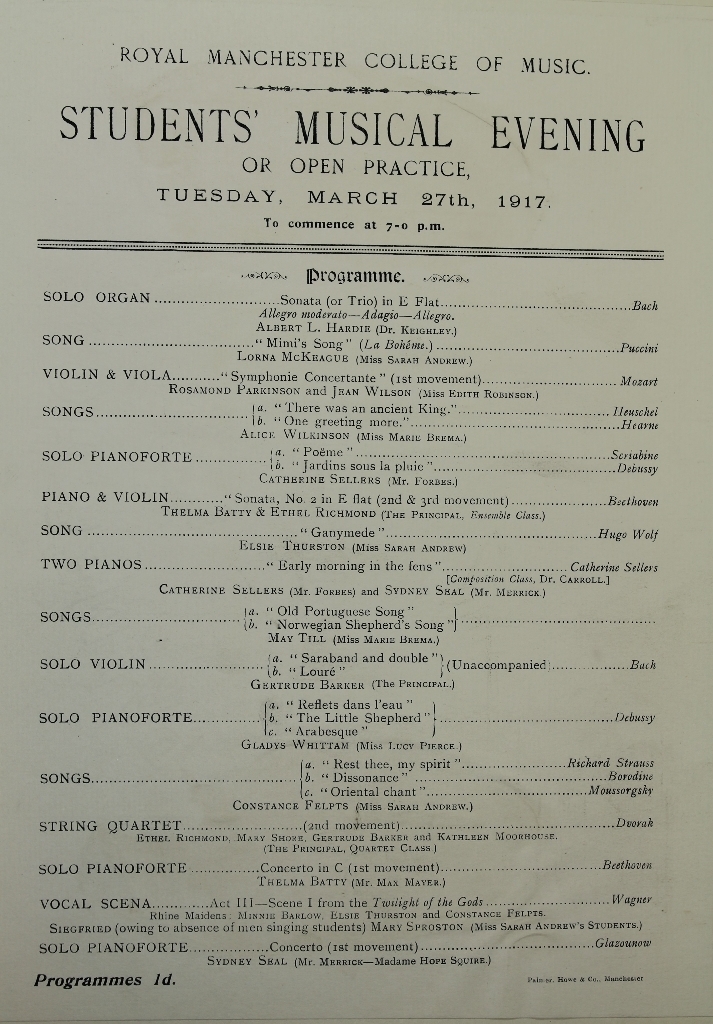 ROYAL MANCHESTER COLLEGE OF MUSIC.
STUDENTS' MUSICAL EVENING
OR OPEN PRACTICE,
TUESDAY, MARCH 27th, 1917.
To commence at 7-0 p.m.
Programme.
SOLO ORGAN ............................Sonata (or Trio) in E Flat............................................Bach
Allegro moderato—Adagio—Allegro.
ALBERT L. HARDIE (DR. KEIGHLEY.)
SONG ......................................." Mimi's Song" (La Bohême.) ..........................................Puccini
LORNA MCKEAGUE (MISS SARAH ANDREW.)
VIOLIN & VIOLA..........." Symphonie Concertante " (1st movement)................................Mozart
ROSAMOND PARKINSON and JEAN WILSON (MISS EDITH ROBINSON.)
SONGS...................................{a. "There was an ancient King."...................................Heuschel
{b. "One greeting more."...............................................Hearne
ALICE WILKINSON (MISS MARIE BREMA.)
SOLO PIANOFORTE ..................{a. " Poëme "..........................................................Scriabine
{b. " Jardins sous la pluie "........................................Debussy
CATHERINE SELLERS (MR. FORBES.)
PIANO & VIOLIN..........." Sonata, No. 2 in E flat (2nd & 3rd movement).....................Beethoven
THELMA BATTY & ETHEL RICHMOND (THE PRINCIPAL, Ensemble Class.)
SONG ................................................" Ganymede "................................................Hugo Wolf
ELSIE THURSTON (MISS SARAH ANDREW)
TWO PIANOS ..........................." Early morning in the fens "............................. Catherine Sellers
[Composition Class, DR. CARROLL.]
CATHERINE SELLERS (MR. FORBES) and SYDNEY SEAL (MR. MERRICK.)
SONGS...................................{a. " Old Portuguese Song " }
{b. " Norwegian Shepherd's Song "}..........................................
MAY TILL (MISS MARIE BREMA.)
SOLO VIOLIN ...........................{a. " Saraband and double "}
{b. " Louré " } (Unaccompanied)....................Bach
GERTRUDE BARKER (The PRINCIPAL.)
SOLO PIANOFORTE................{a. " Reflets dans l'eau " }
{b. " The Little Shepherd " }..........................................Debussy
{c. " Arabesque " }
GLADYS WHITTAM (MISS LUCY PIERCE.)
SONGS................................................{a. " Rest thee, my spirit "..........................Richard Strauss
{b. " Dissonance " ..............................................Borodine
{c. " Oriental chant "......................................Moussorgsky
CONSTANCE FELPTS (MISS SARAH ANDREW.)
STRING QUARTET..............................(2nd movement)....................................................Dvorak
ETHEL RICHMOND, MARY SHORE, GERTRUDE BARKER and KATHLEEN MOORHOUSE.
(THE PRINCIPAL, QUARTET CLASS.)
SOLO PIANOFORTE .................Concerto in C (1st movement).......................................Beethoven
THELMA BATTY (MR. MAX MAYER.)
VOCAL SCENA.............Act III—Scene I from the Twilight of the Gods ............................Wagner
Rhine Maidens: MINNIE BARLOW, ELSIE THURSTON and CONSTANCE FELPTS.
SIEGFRIED (owing to absence of men singing students) MARY SPROSTON (MISS SARAH ANDREW'S STUDENTS.)
SOLO PIANOFORTE....................Concerto (1st movement)............................................Glazounow
SYDNEY SEAL (MR. MERRICK—Madame HOPE SQUIRE.)
Programmes 1d.
Palmer, Howe & Co., Manchester